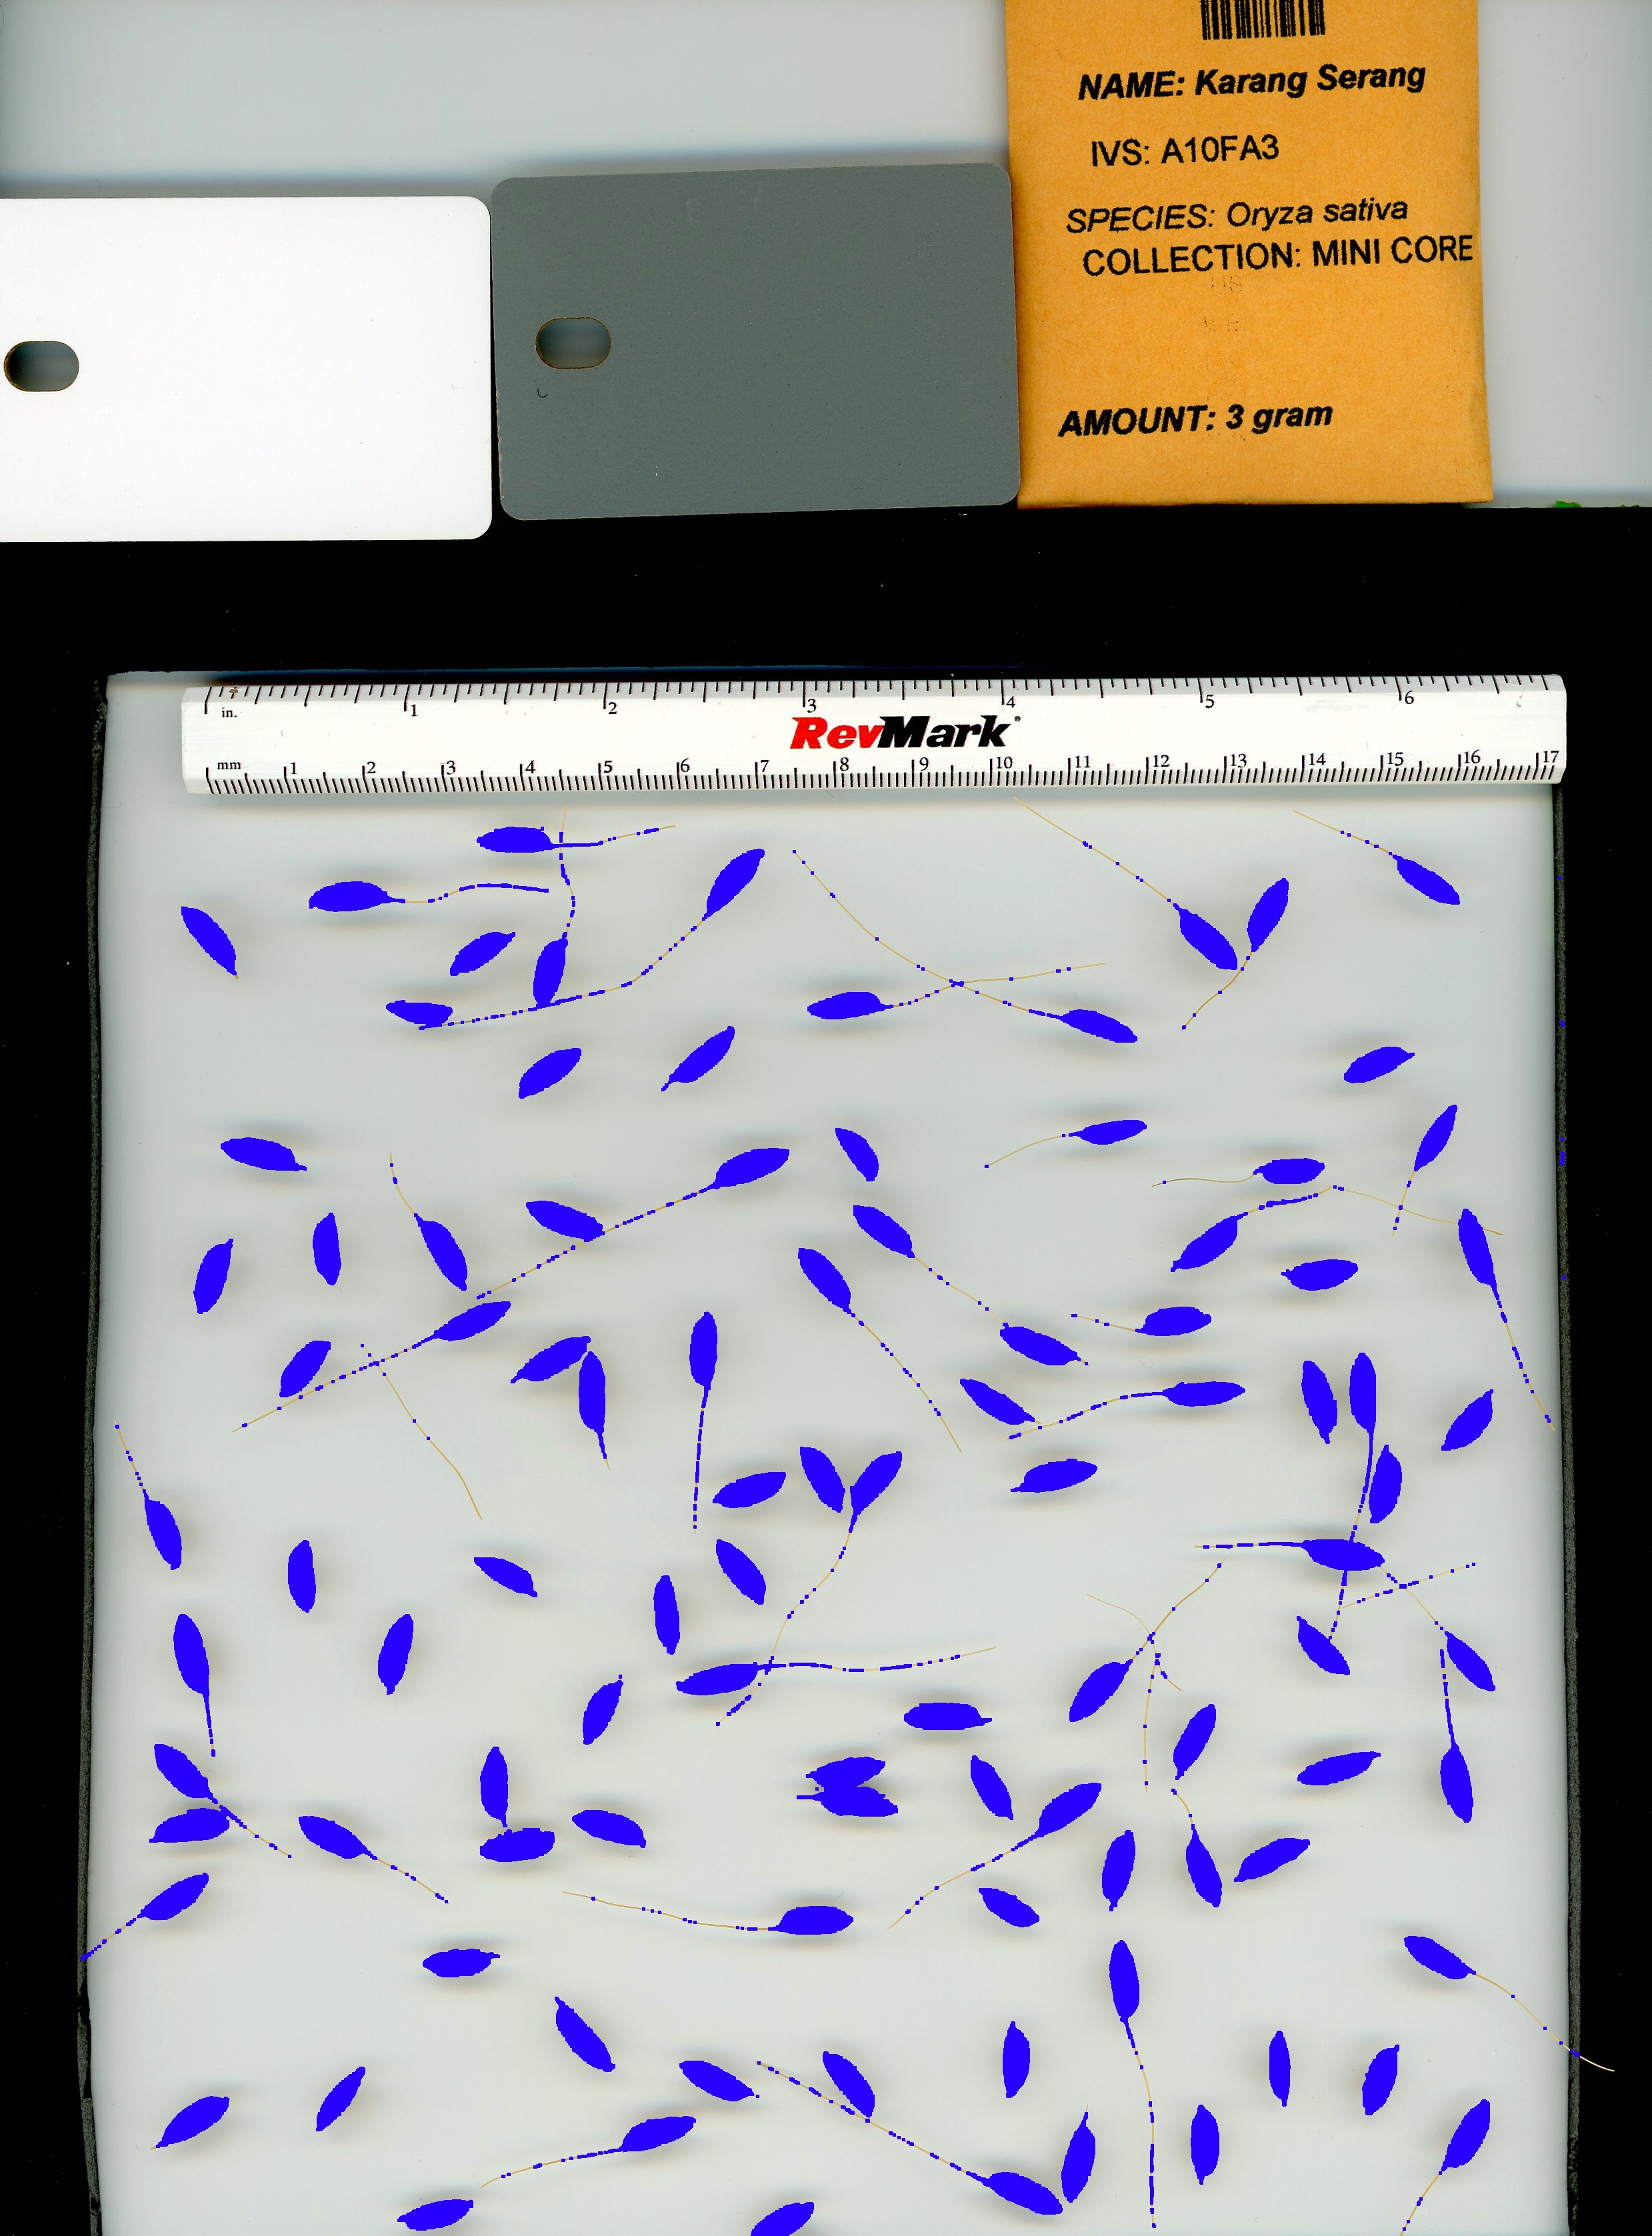 NAME: Karang Serang
IVS: A10FA3
SPECIES: Oryza sativa
COLLECTION: MINI CORE
US
AMOUNT: 3 gram
in. 1 2 3 4 5 6
RevMark
mm 1 2 3 4 5 6 7 8 9 10 11 12 13 14 15 16 17